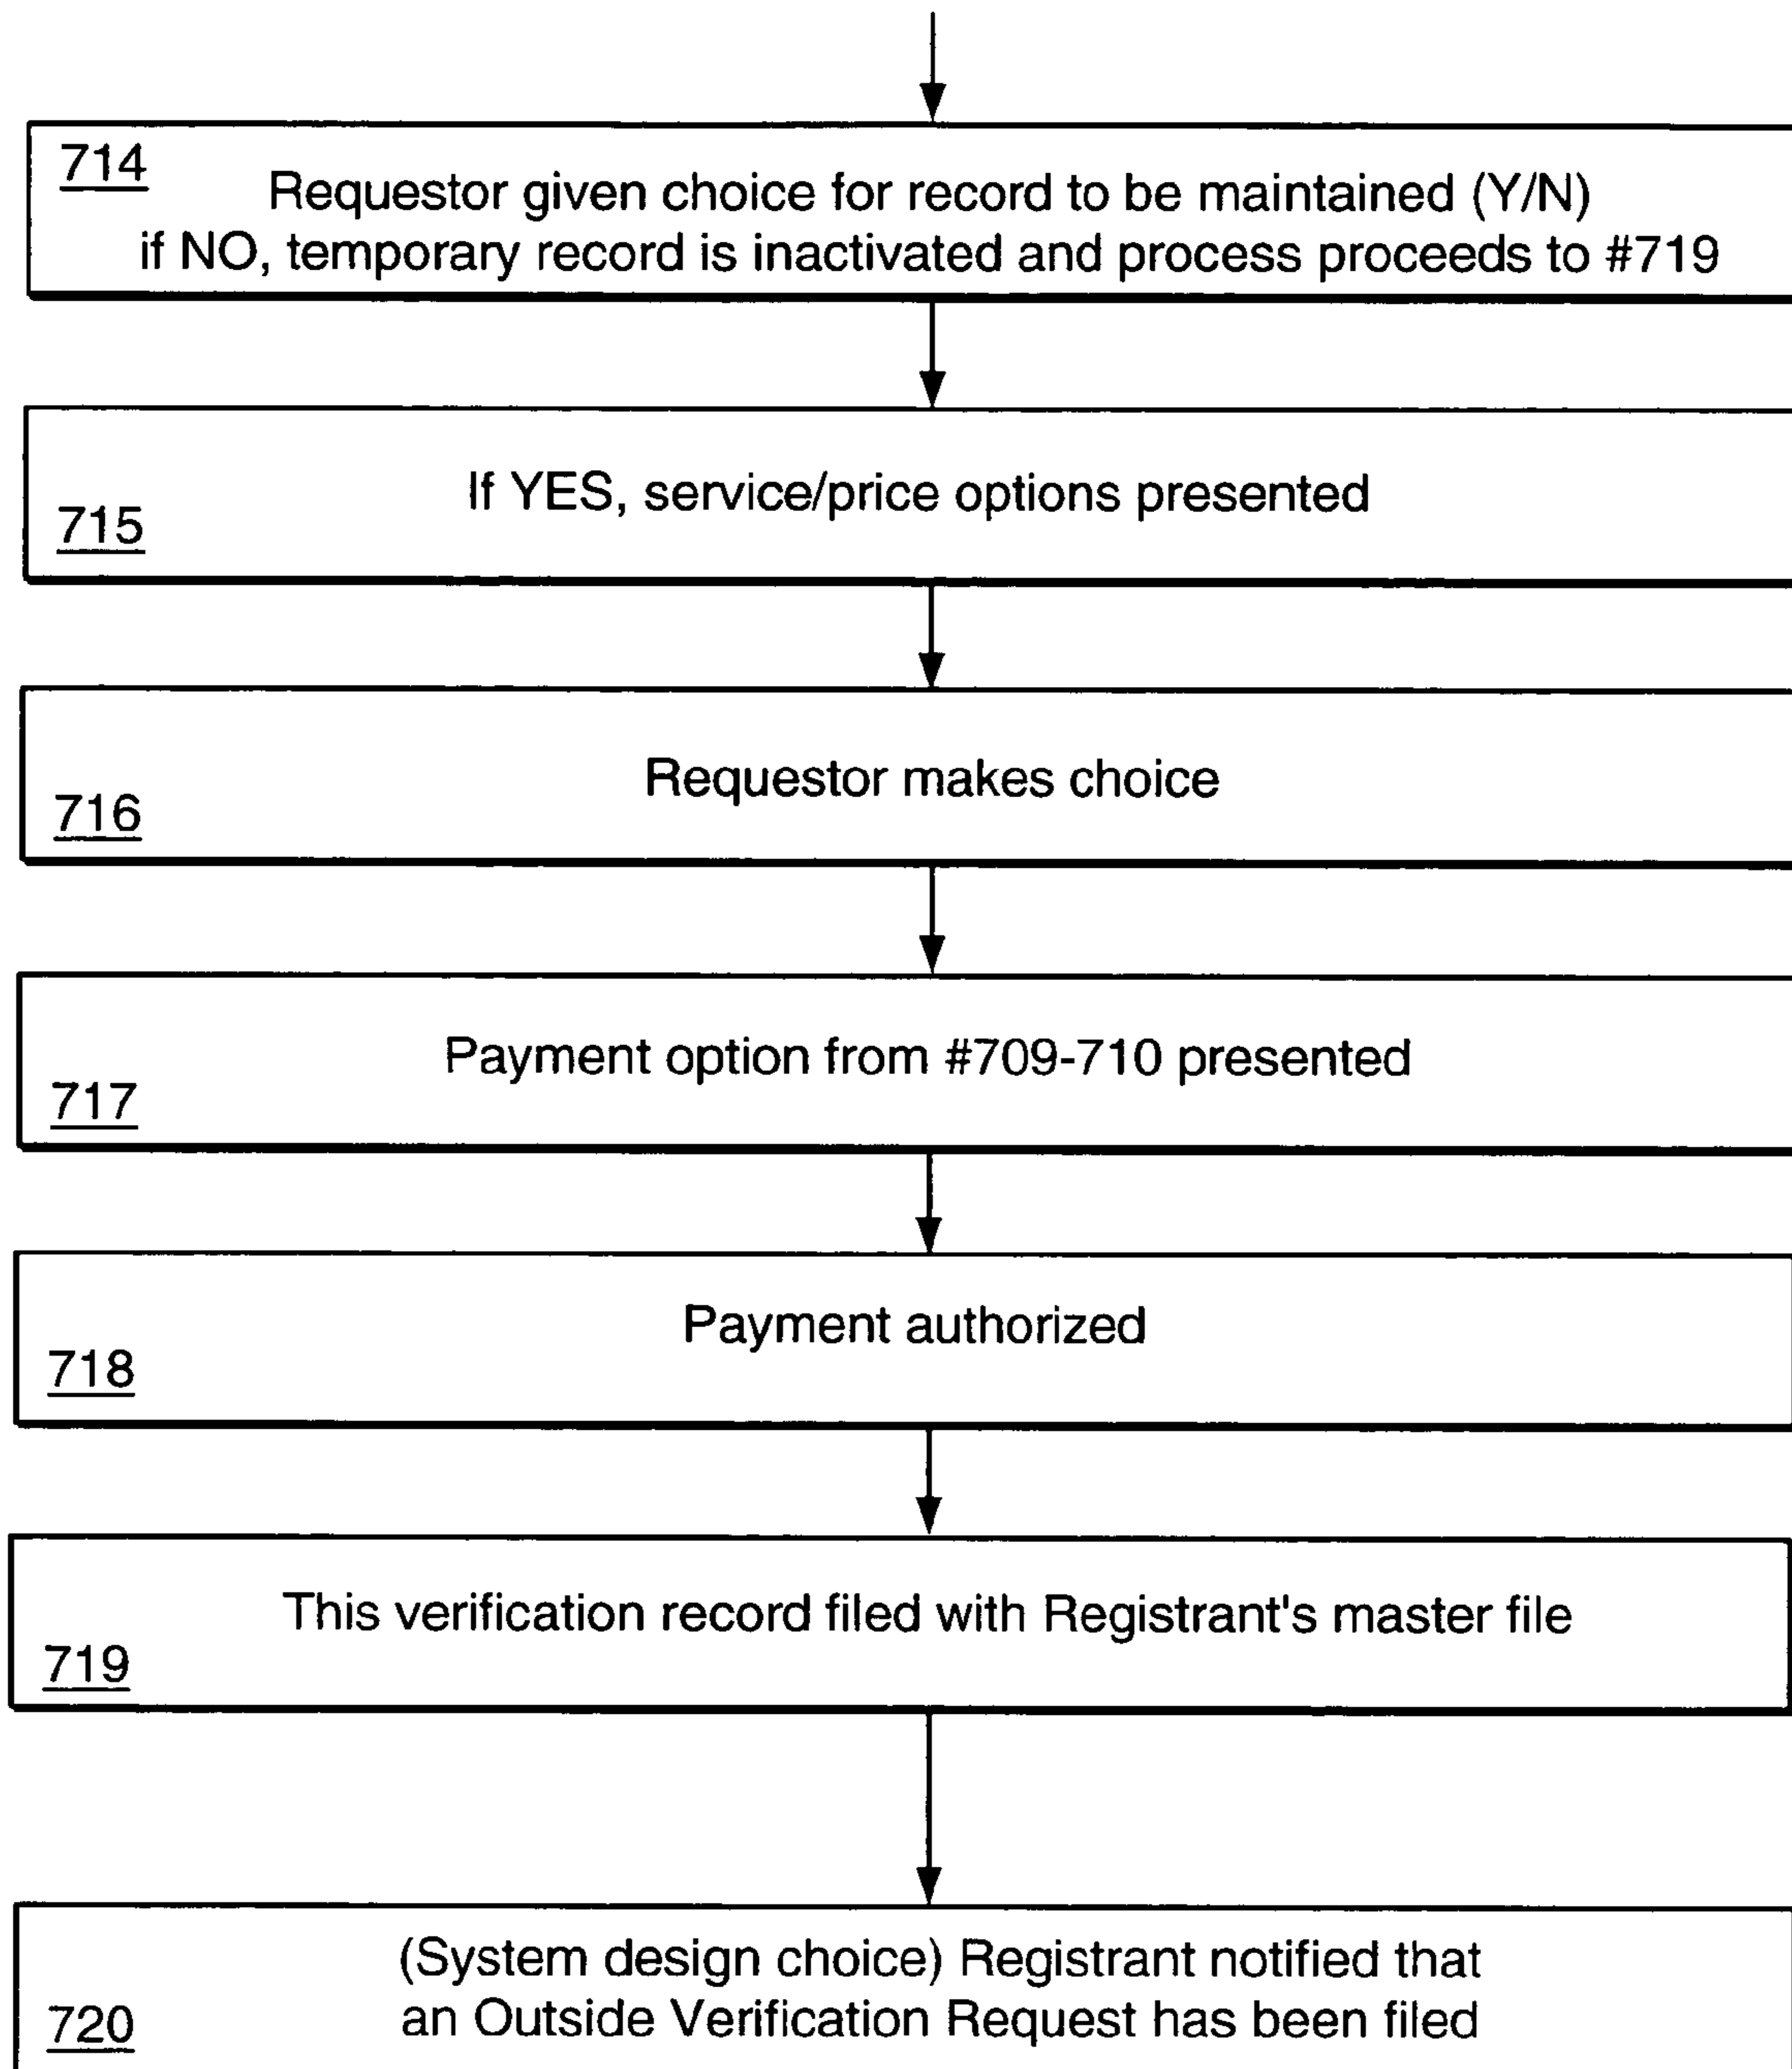 714
Requestor given choice for record to be maintained (Y/N)
if NO, temporary record is inactivated and process proceeds to #719
If YES, service/price options presented
715
Requestor makes choice
716
Payment option from #709-710 presented
717
Payment authorized
718
This verification record filed with Registrant's master file
719
(System design choice) Registrant notified that
an Outside Verification Request has been filed
720